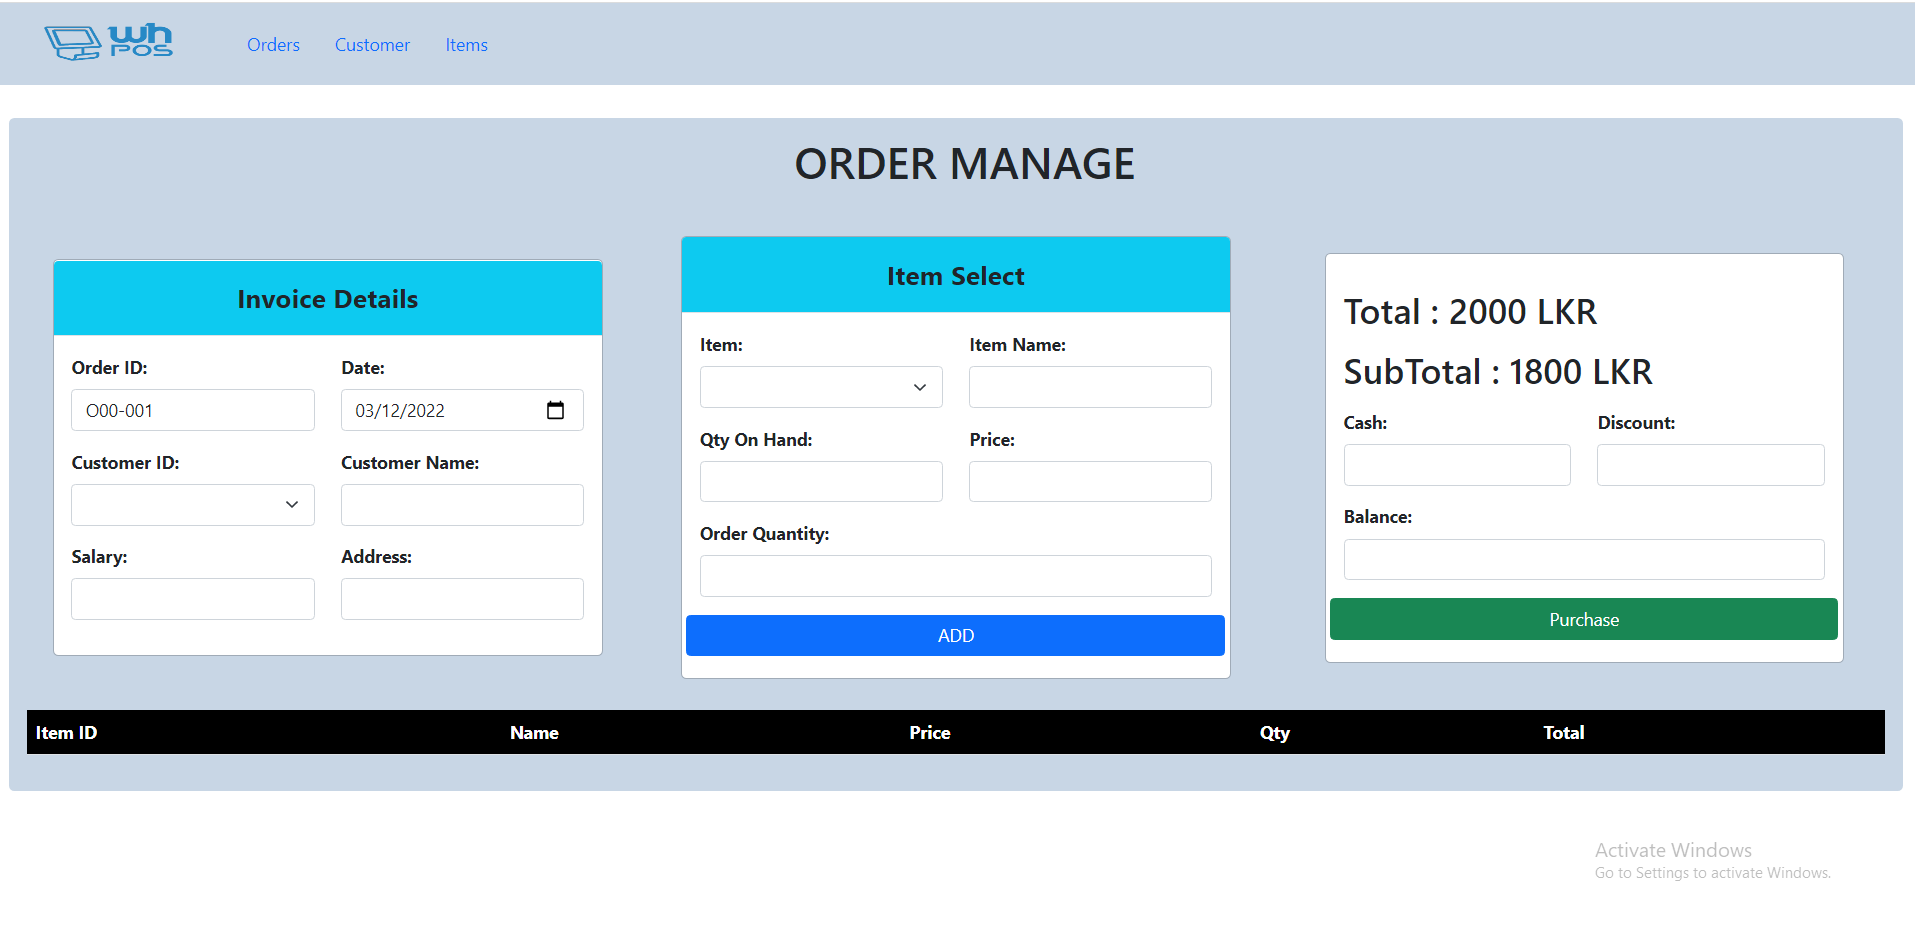 wh
POS
Orders Customer Items
ORDER MANAGE
Invoice Details
Order ID: Date:
O00-001 03/12/2022
Customer ID: Customer Name:
Salary: Address:
Item Select
Item: Item Name:
Qty On Hand: Price:
Order Quantity:
ADD
Total : 2000 LKR
SubTotal : 1800 LKR
Cash: Discount:
Balance:
Purchase
Item ID Name Price Qty Total
Activate Windows
Go to Settings to activate Windows.